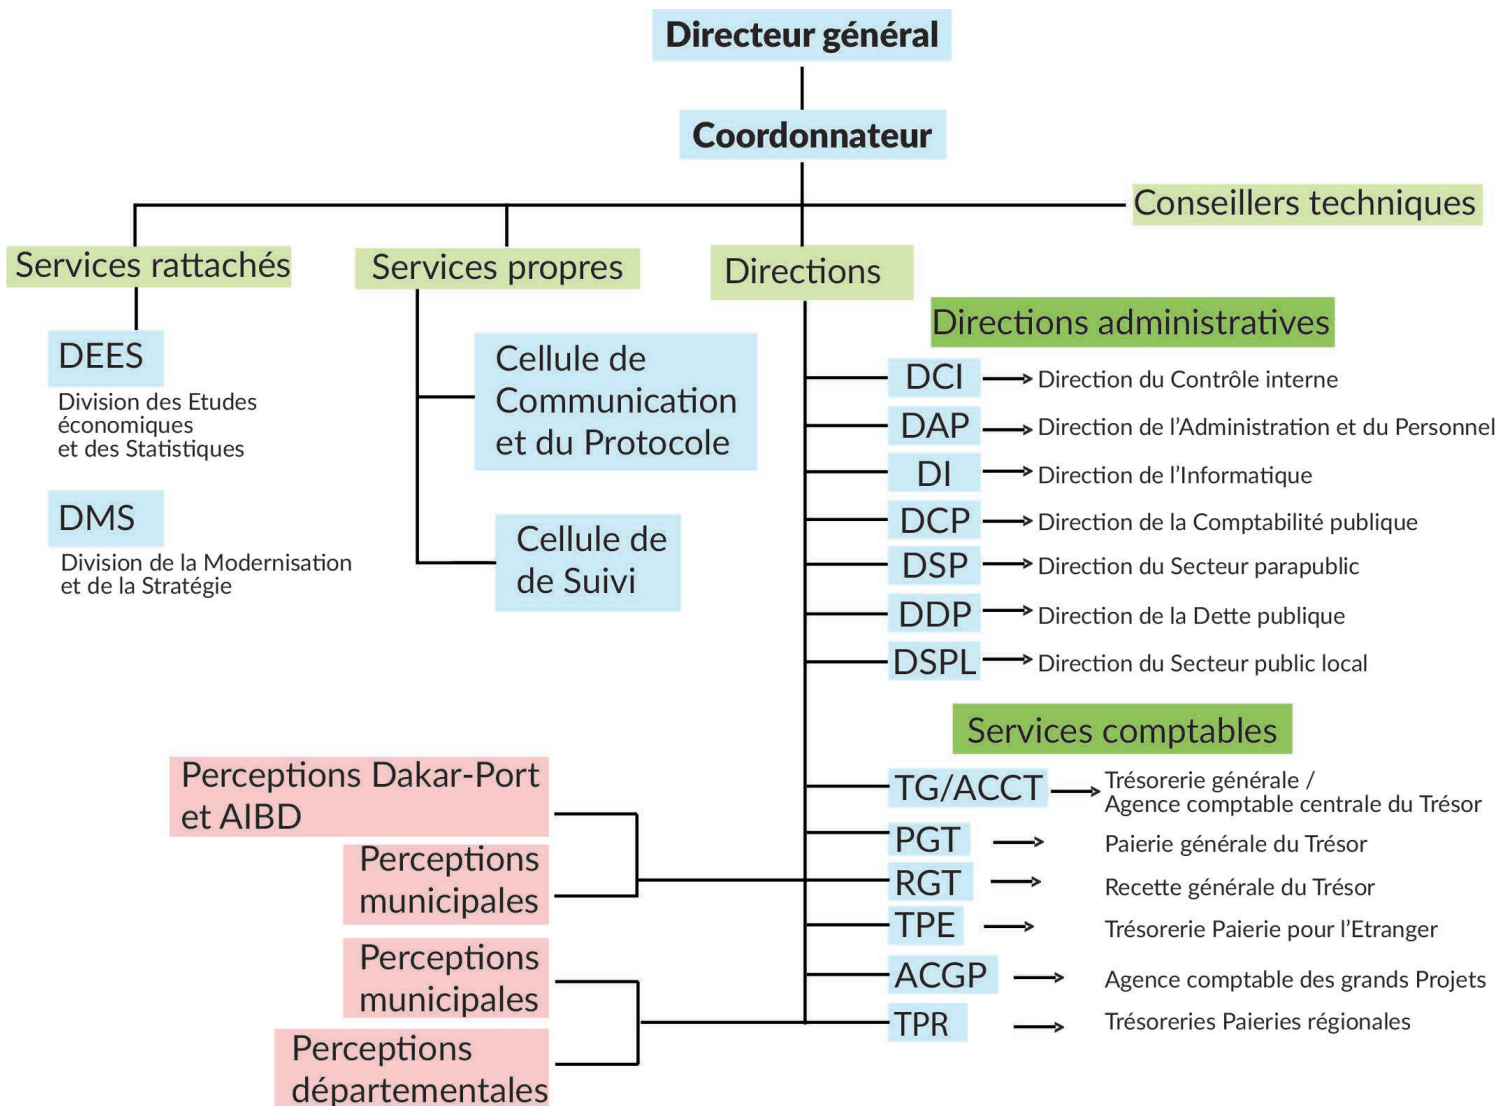 Directeur général
Coordonnateur
Conseillers techniques
Services rattachés
DEES
Division des Etudes
économiques
et des Statistiques
DMS
Division de la Modernisation
et de la Stratégie
Services propres
Cellule de
Communication
et du Protocole
Cellule de
de Suivi
Directions
Directions administratives
DCI Direction du Contrôle interne
DAP Direction de l'Administration et du Personnel
DI Direction de l'Informatique
DCP Direction de la Comptabilité publique
DSP Direction du Secteur parapublic
DDP Direction de la Dette publique
DSPL Direction du Secteur public local
Services comptables
TG/ACCT Trésorerie générale /
Agence comptable centrale du Trésor
PGT Paierie générale du Trésor
RGT Recette générale du Trésor
TPE Trésorerie Paierie pour l'Etranger
ACGP Agence comptable des grands Projets
TPR Trésoreries Paieries régionales
Perceptions Dakar-Port
et AIBD
Perceptions
municipales
Perceptions
municipales
Perceptions
départementales